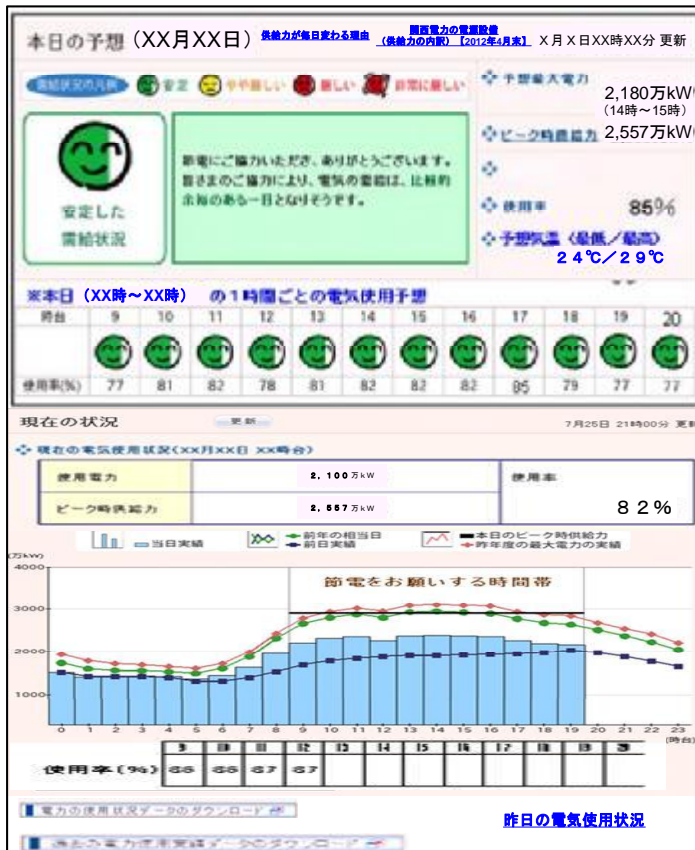 本日の予想 (XX月XX日) 供給力が毎日変わる理由 関西電力の電源設備
(供給力の内訳)【2012年4月末】 X月X日XX時XX分 更新
需給状況の凡例 安定 やや厳しい 厳しい 非常に厳しい
予想最大電力
2,180万kW
(14時～15時)
ピーク時供給力 2,557万kW
使用率 85%
予想気温 (最低/最高)
24℃/29℃
安定した
需給状況
節電にご協力いただき、ありがとうございます。
皆さまのご協力により、電気の需給は、比較的
余裕のある一日となりそうです。
※本日 (XX時～XX時) の1時間ごとの電気使用予想
時台 9 10 11 12 13 14 15 16 17 18 19 20
使用率(%) 77 81 82 78 81 82 82 82 85 79 77 77
現在の状況 更新 7月25日 21時00分 更新
現在の電気使用状況(XX月XX日 XX時台)
使用電力 2,100万kW 使用率
ピーク時供給力 2,557万kW 82%
当日実績 前年の相当日 本日のピーク時供給力
前日実績 昨年度の最大電力の実績
(万kW)
4000
節電をお願いする時間帯
3000
2000
1000
0 1 2 3 4 5 6 7 8 9 10 11 12 13 14 15 16 17 18 19 20 21 22 23
(時台)
9 10 11 12 13 14 15 16 17 18 19 20
使用率(%) 86 86 87 87
電力の使用状況データのダウンロード
昨日の電気使用状況
過去の電力使用実績データのダウンロード